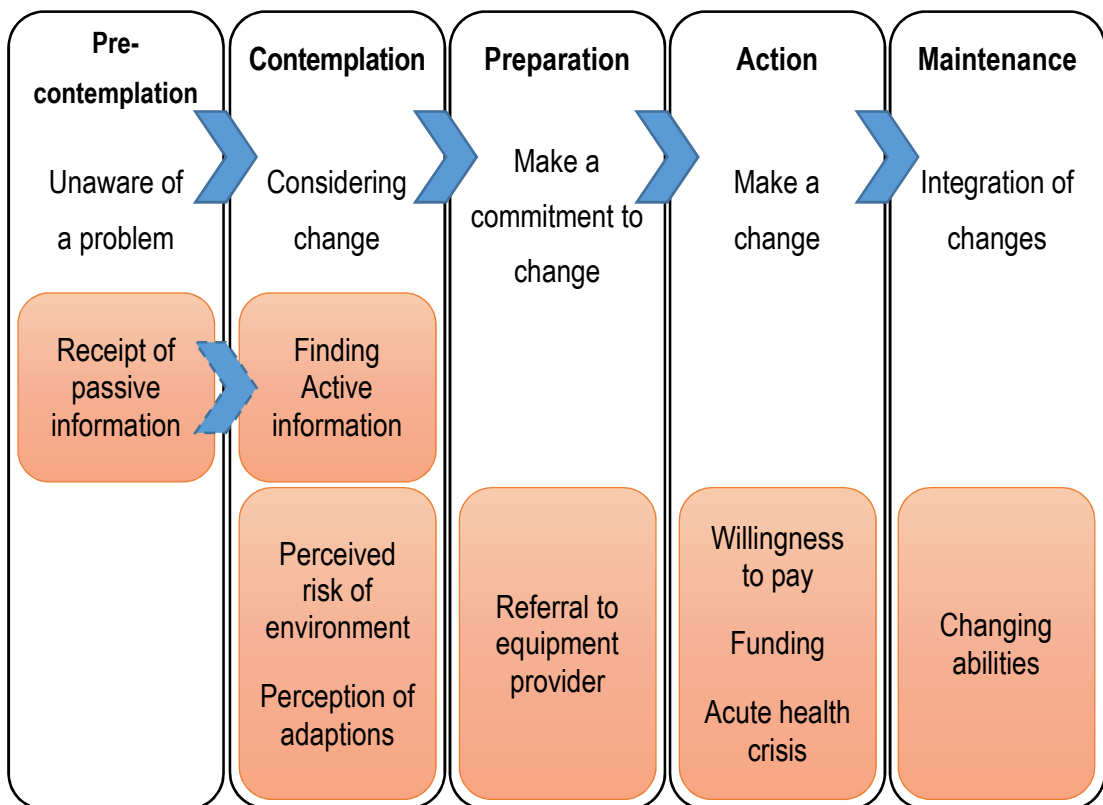 Pre-
contemplation
Unaware of
a problem
Receipt of
passive
information
Contemplation
Considering
change
Finding
Active
information
Perceived
risk of
environment
Perception of
adaptions
Preparation
Make a
commitment to
change
Referral to
equipment
provider
Action
Make a
change
Willingness
to pay
Funding
Acute health
crisis
Maintenance
Integration of
changes
Changing
abilities